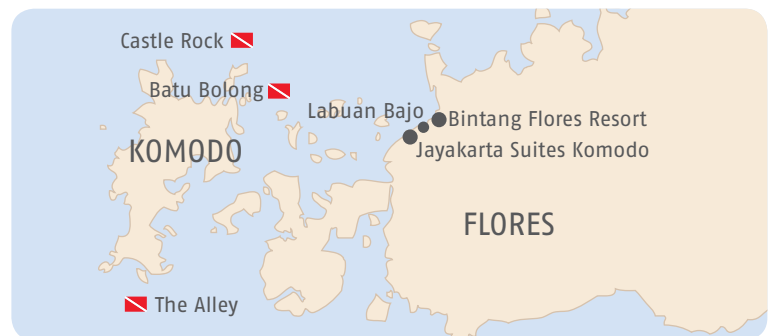 Castle Rock
Batu Bolong
Labuan Bajo
Bintang Flores Resort
KOMODO
Jayakarta Suites Komodo
FLORES
The Alley